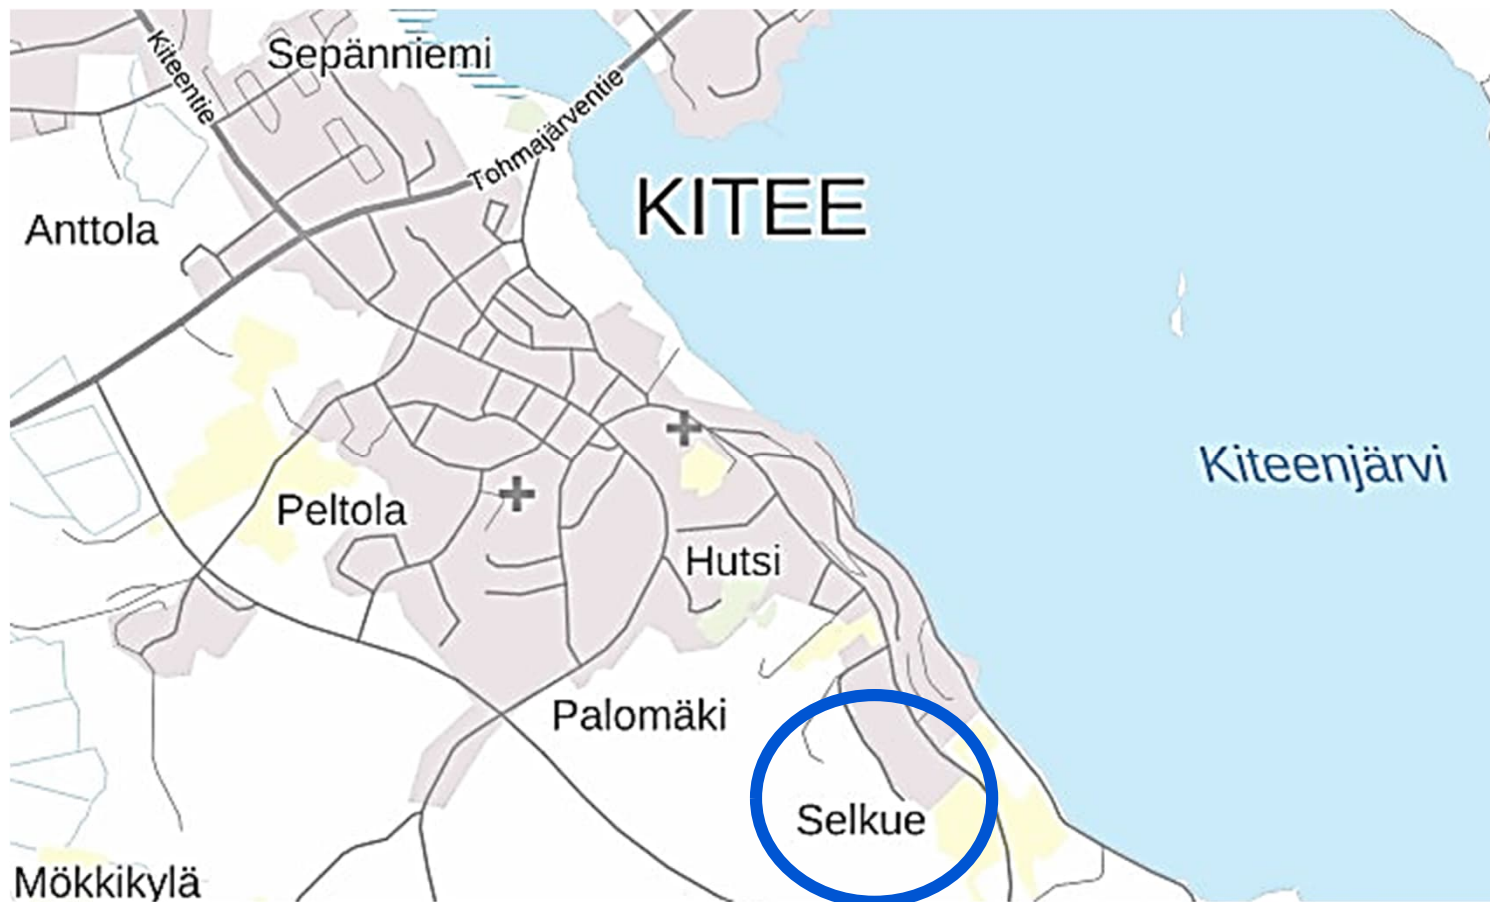 Kiteentie
Sepänniemi
Tohmajärventie
KITEE
Anttola
Kiteenjärvi
Peltola
Hutsi
Palomäki
Selkue
Mökkikylä